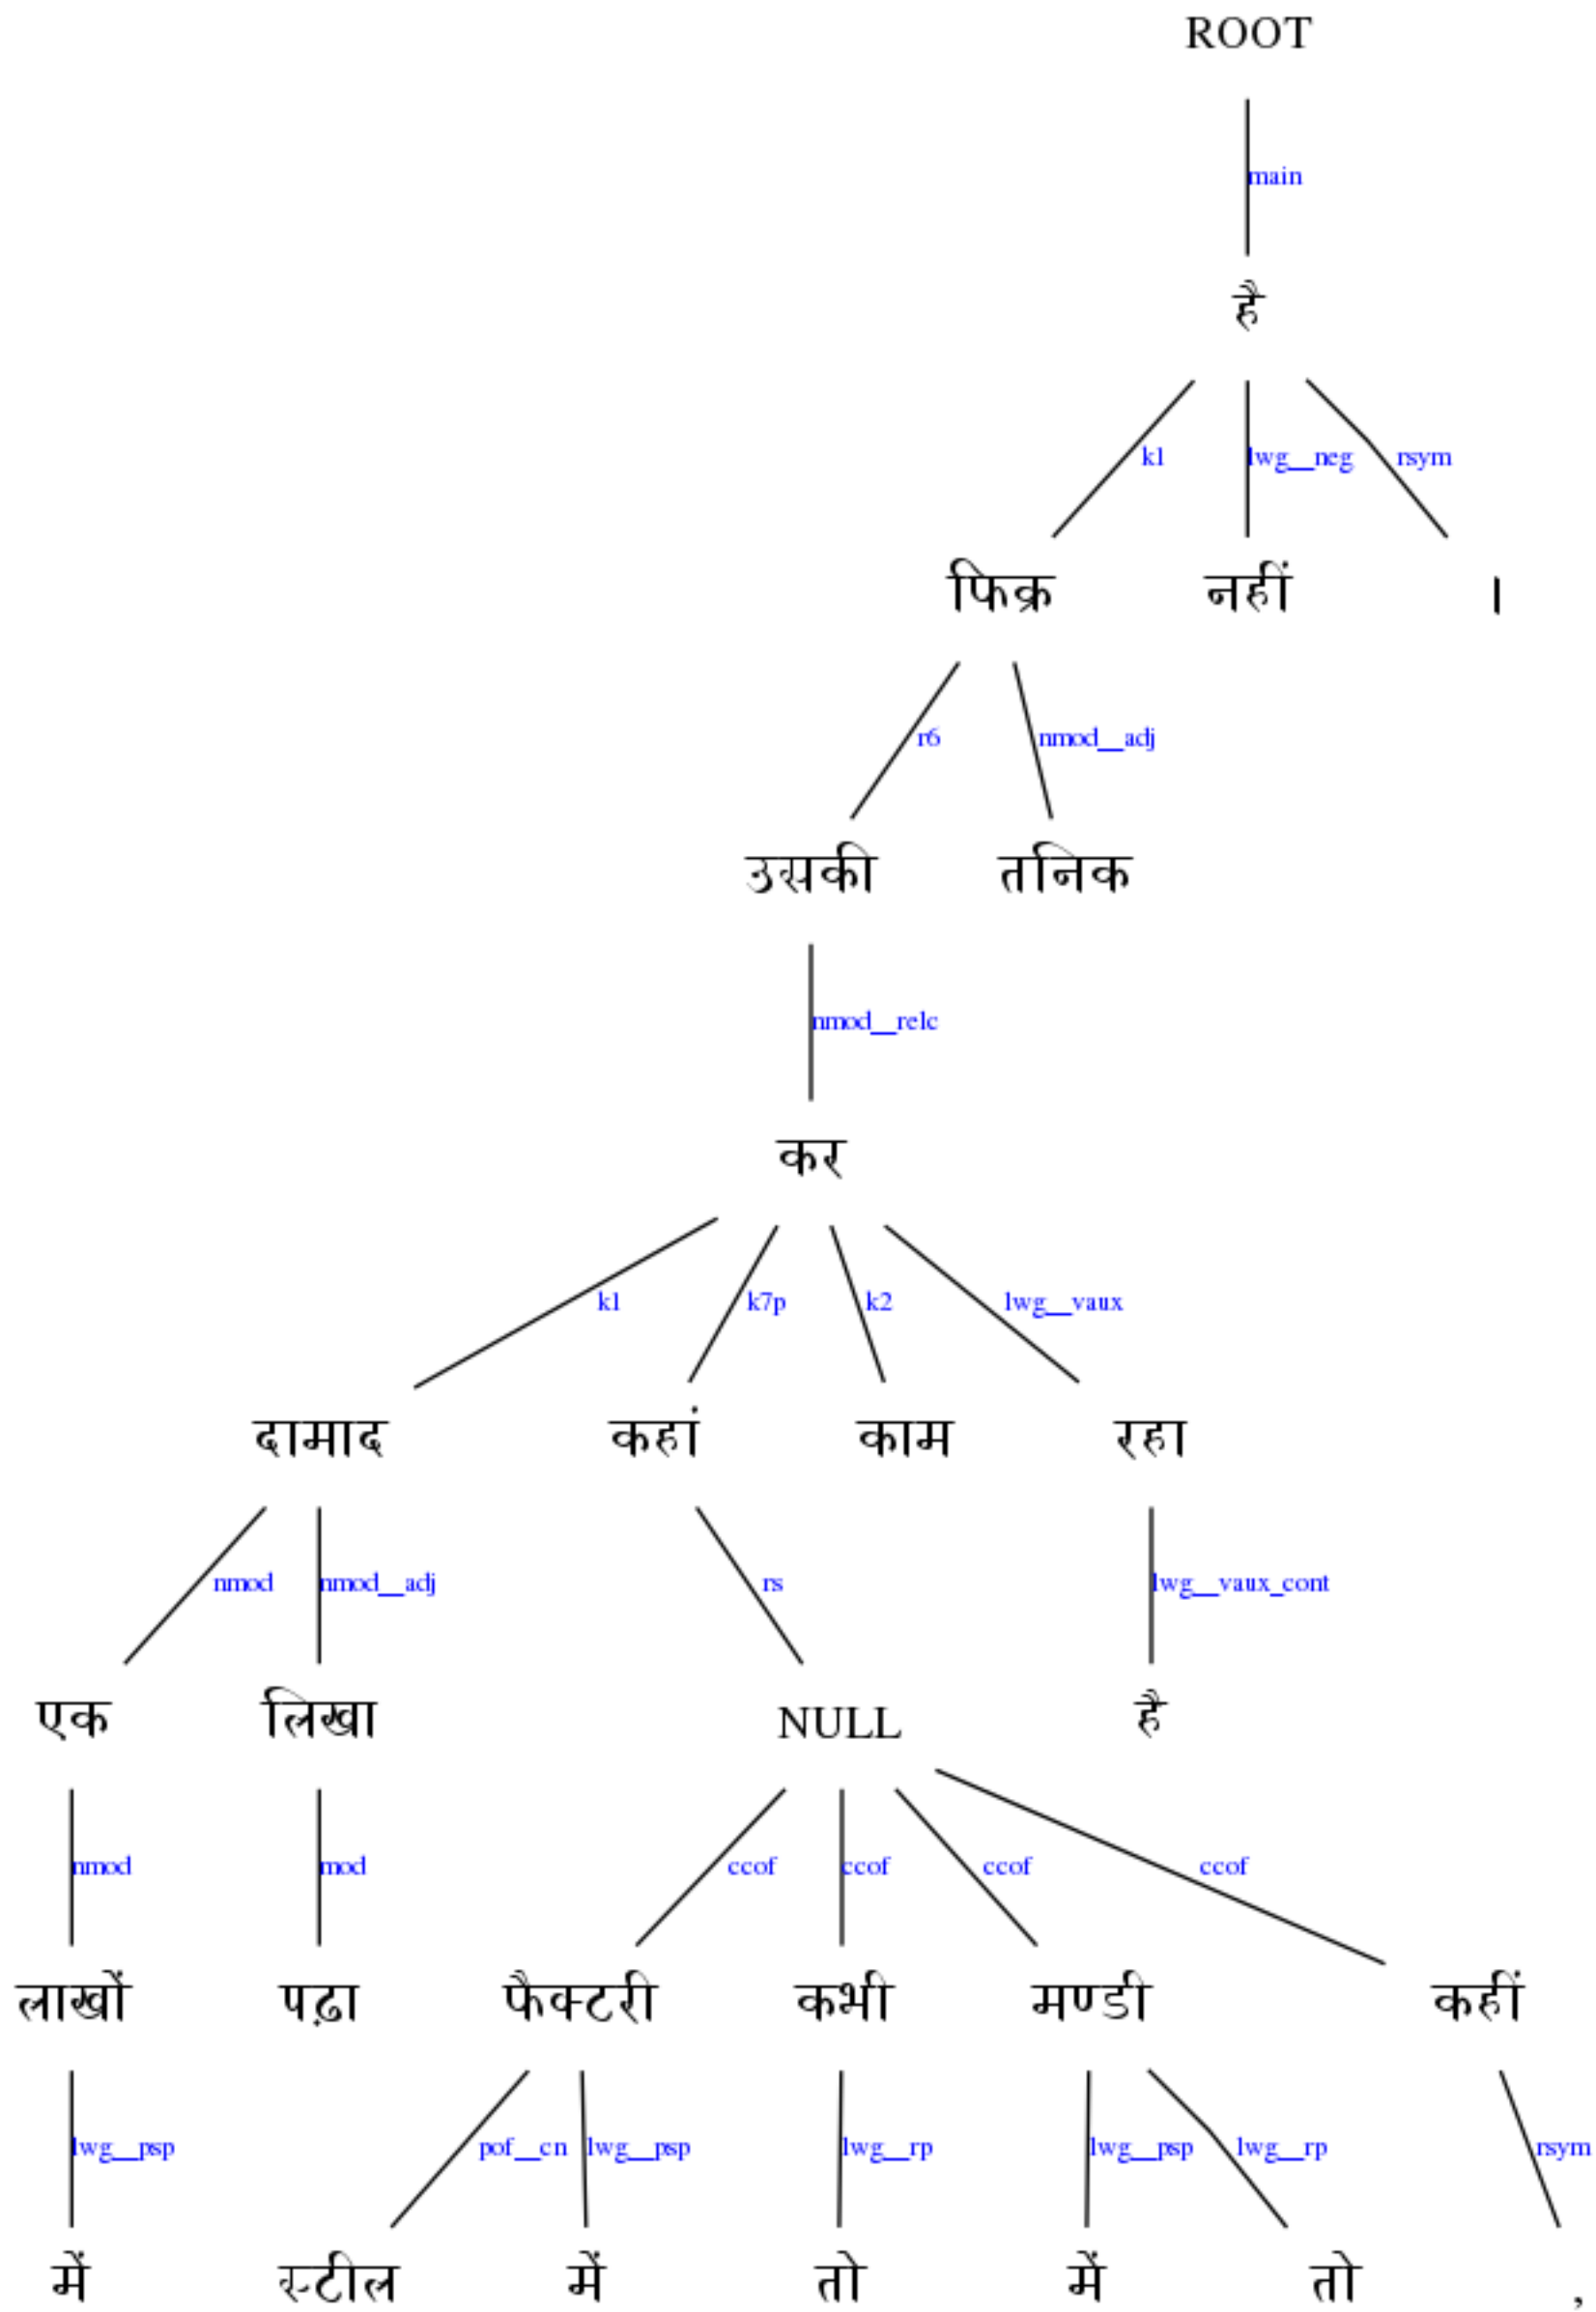 ROOT
main
है
k1 lwg__neg rsym
फिक्र नहीं ।
r6 nmod__adj
उसकी तनिक
nmod__relc
कर
k1 k7p k2 lwg__vaux
दामाद कहां काम रहा
nmod nmod__adj rs lwg__vaux_cont
एक लिखा NULL है
nmod mod ccof ccof ccof ccof
लाखों पढ़ा फैक्टरी कभी मण्डी कहीं
lwg__psp pof__cn lwg__psp lwg__rp lwg__psp lwg__rp rsym
में स्टील में तो में तो ,